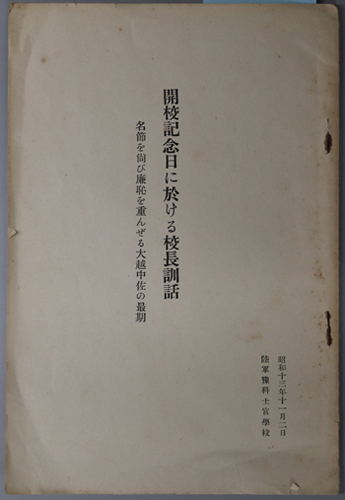 昭和十三年十一月二日
陸軍豫科士官學校
開校記念日に於ける校長訓話
名節を尙び廉恥を重んぜる大越中佐の最期